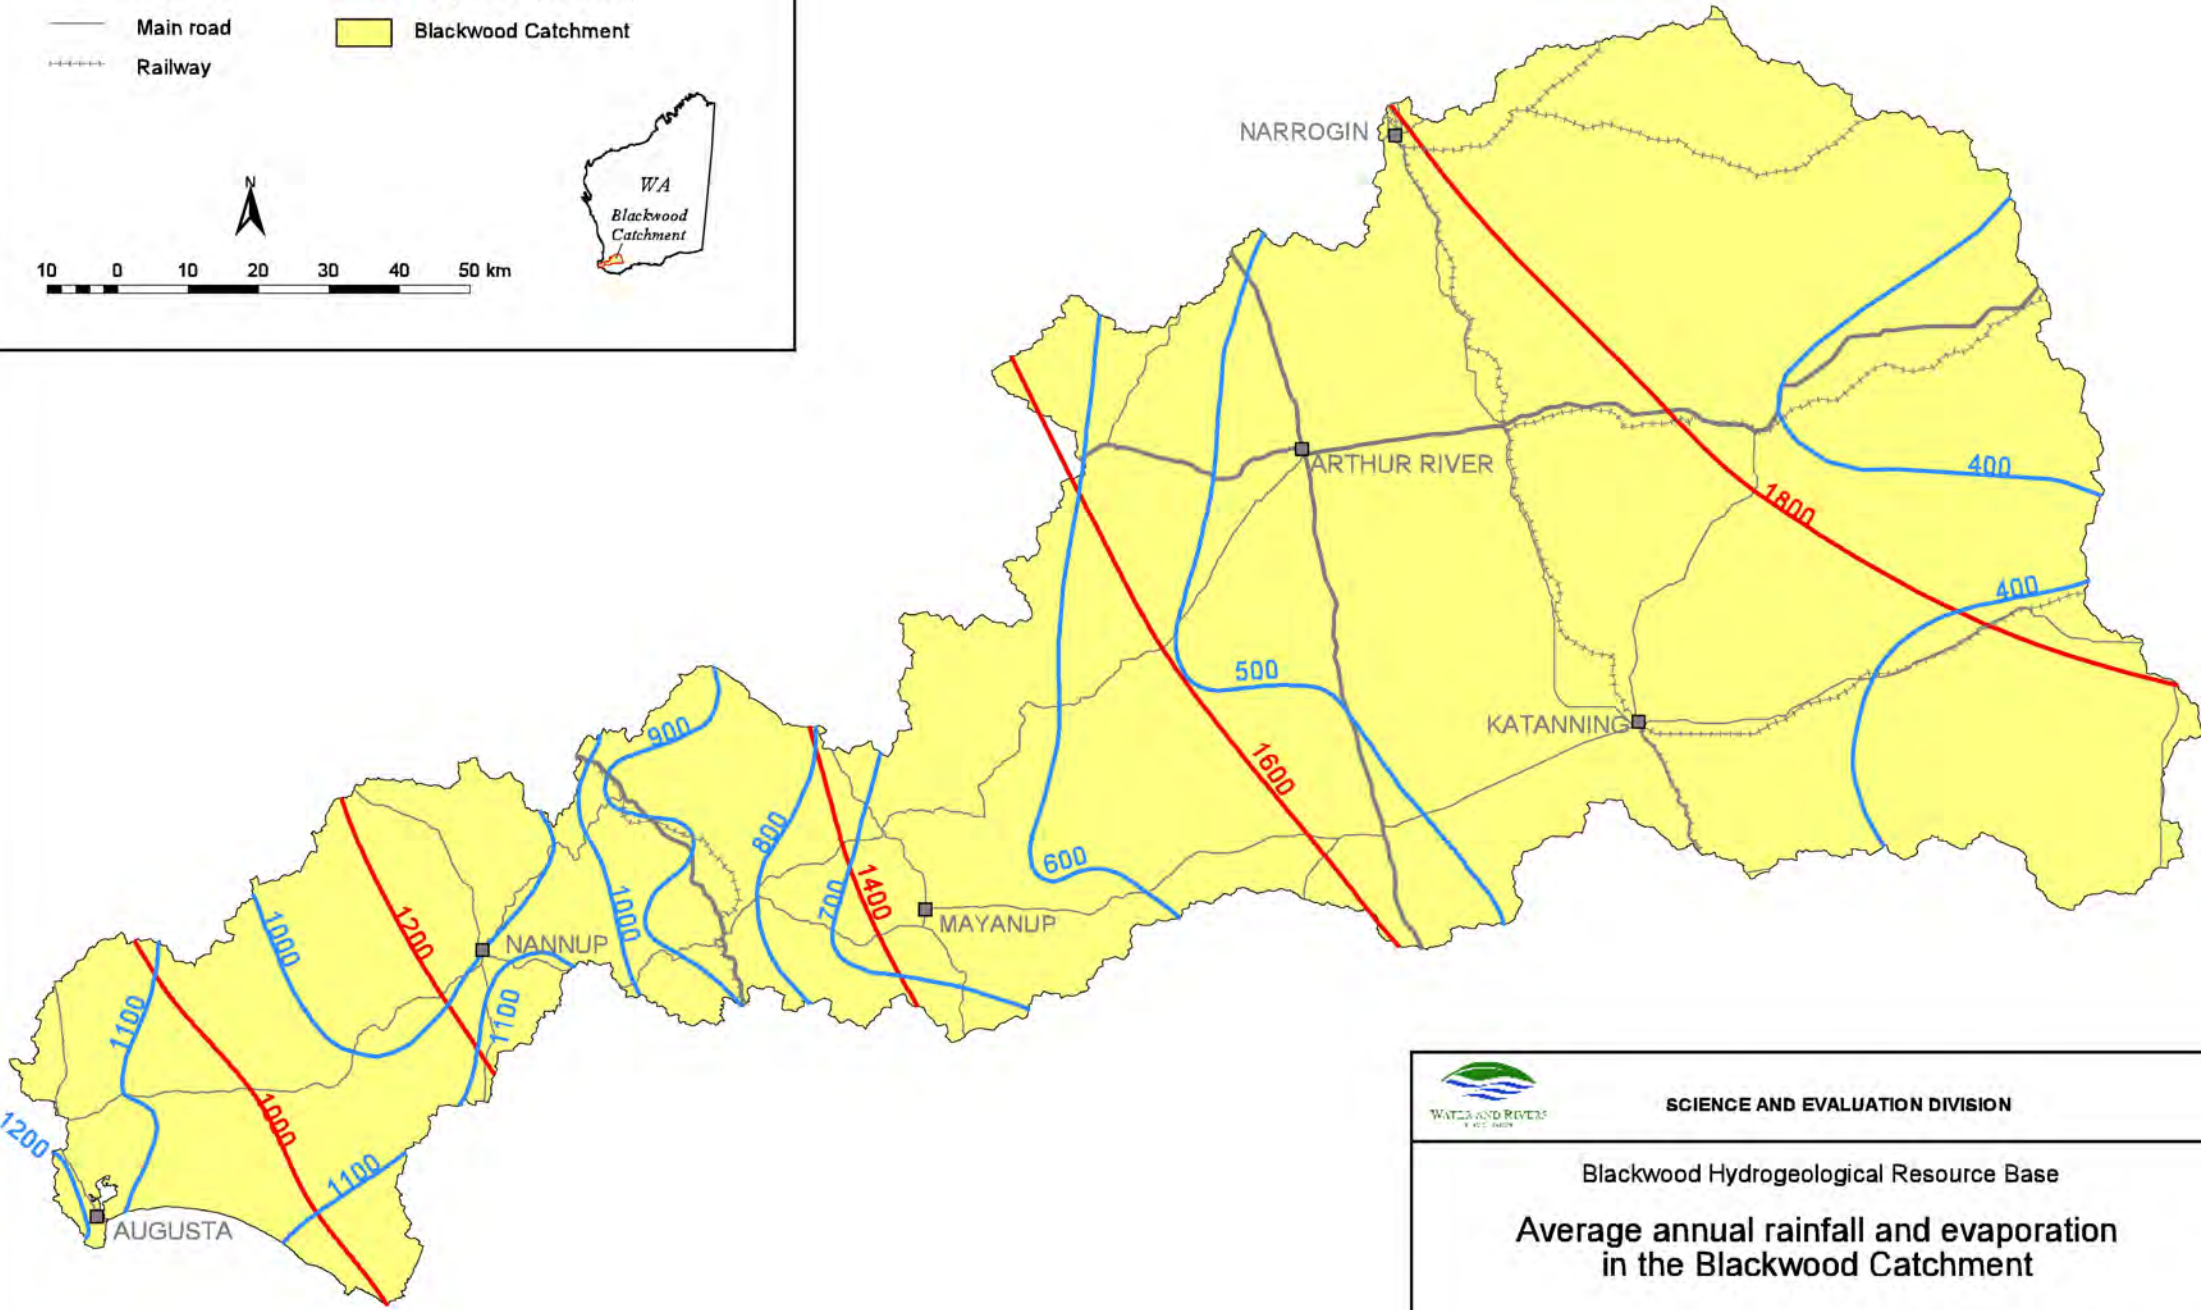 Main road
Blackwood Catchment
Railway
N
WA
Blackwood
Catchment
10 0 10 20 30 40 50 km
NARROGIN
ARTHUR RIVER
400
1800
400
500
KATANNING
900
1600
800
600
1400
700
1000
MAYANUP
1200
1000
NANNUP
1100
1100
1000
1200
1100
AUGUSTA
WATER AND RIVERS
SCIENCE AND EVALUATION DIVISION
Blackwood Hydrogeological Resource Base
Average annual rainfall and evaporation
in the Blackwood Catchment